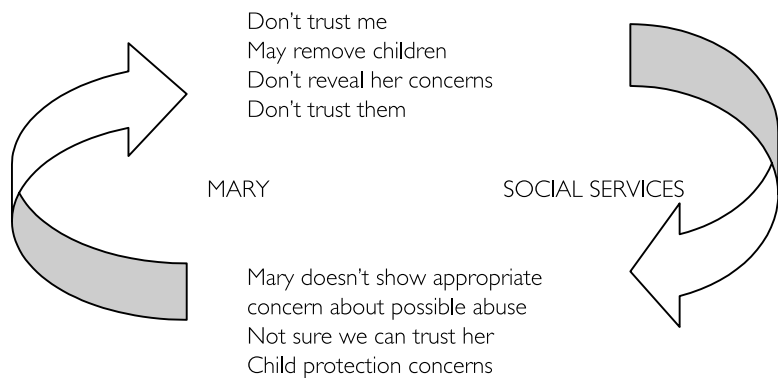 Don’t trust me
May remove children
Don’t reveal her concerns
Don’t trust them
MARY
SOCIAL SERVICES
Mary doesn’t show appropriate
concern about possible abuse
Not sure we can trust her
Child protection concerns